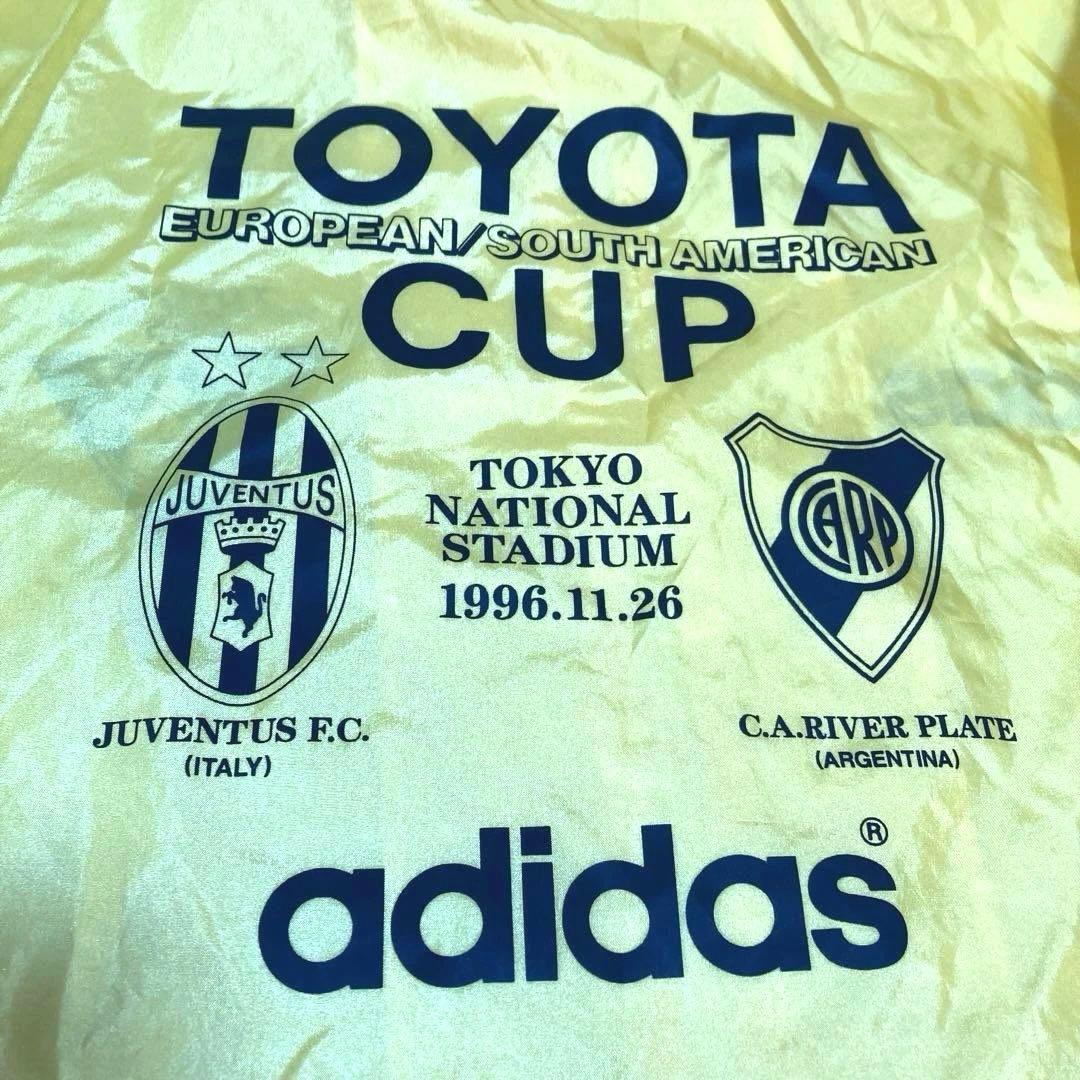 TOYOTA
EUROPEAN/SOUTH AMERICAN
CUP
JUVENTUS
TOKYO
NATIONAL
STADIUM
1996.11.26
CARP
JUVENTUS F.C.
(ITALY)
C.A.RIVER PLATE
(ARGENTINA)
adidas®